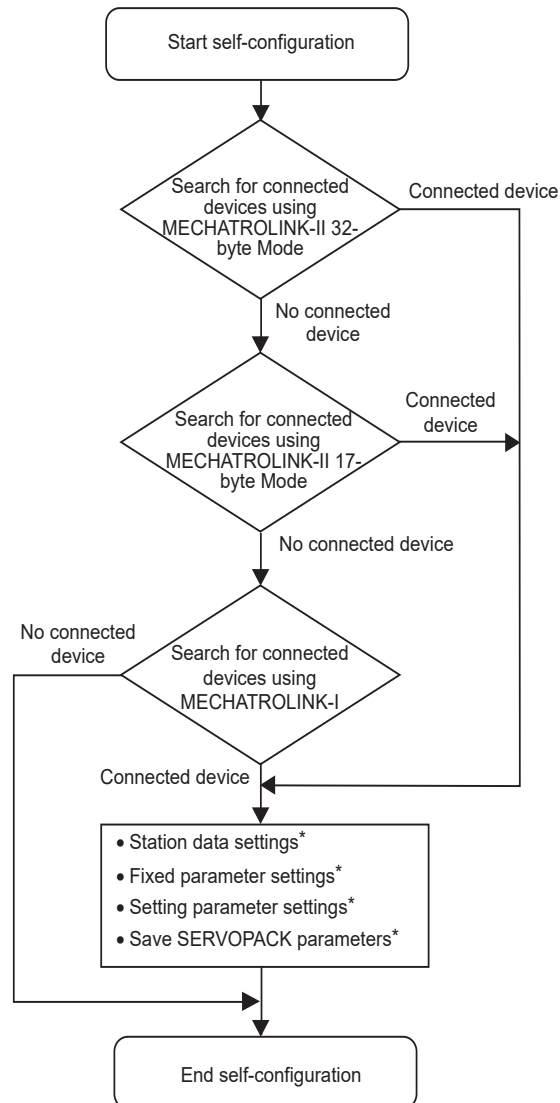 Start self-configuration
Search for connected
devices using
MECHATROLINK-II 32-
byte Mode
Connected device
No connected
device
Search for connected
devices using
MECHATROLINK-II 17-
byte Mode
Connected
device
No connected device
No connected
device
Search for connected
devices using
MECHATROLINK-I
Connected device
• Station data settings*
• Fixed parameter settings*
• Setting parameter settings*
• Save SERVOPACK parameters*
End self-configuration